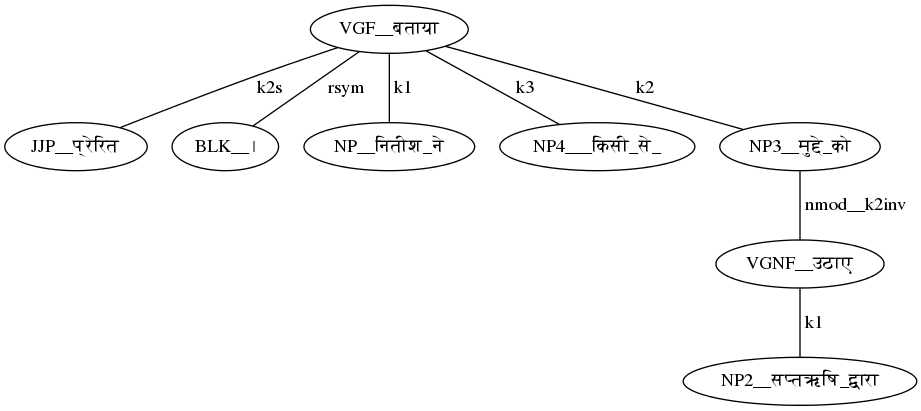 VGF__बताया
k2s rsym k1 k3 k2
JJP__प्रेरित BLK__। NP__नितीश_ने NP4___किसी_से_ NP3__मुद्दे_को
nmod__k2inv
VGNF__उठाए
k1
NP2__सप्तऋषि_द्वारा